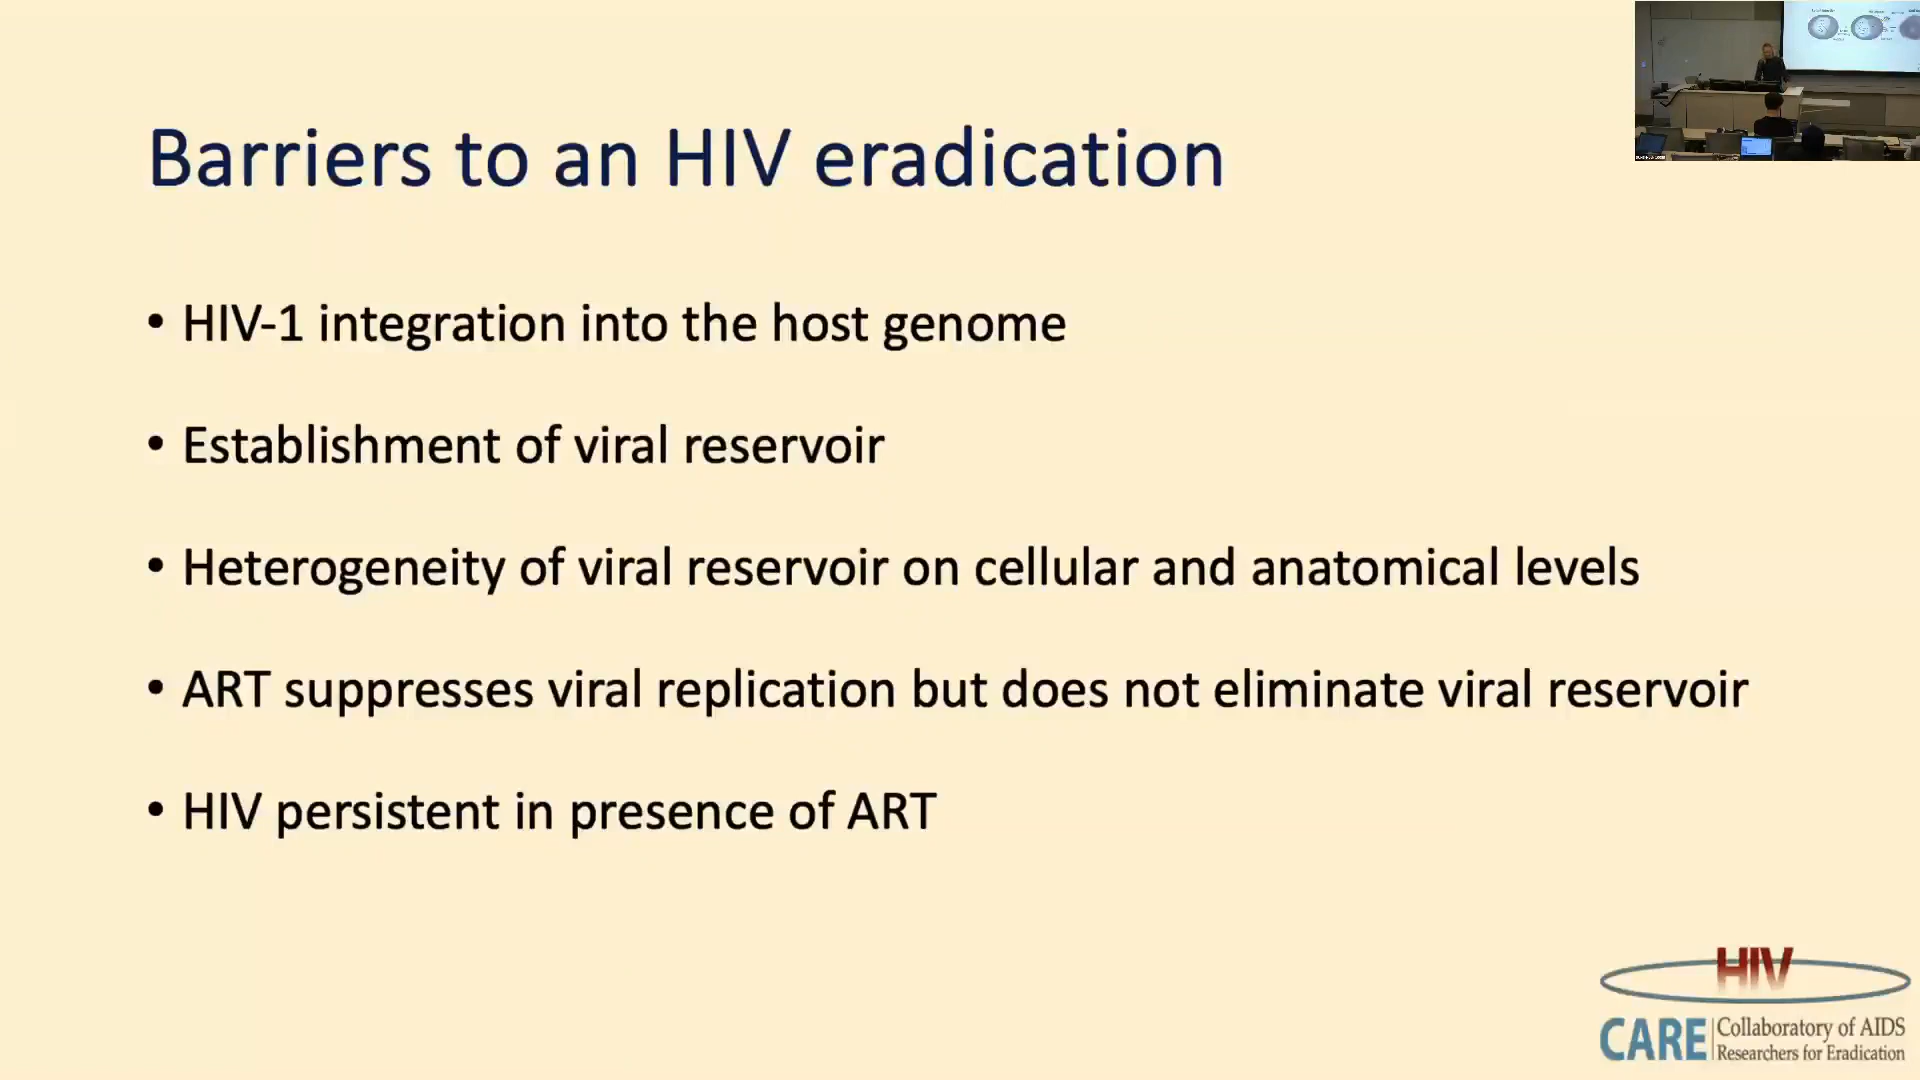 Barriers to an HIV eradication
• HIV-1 integration into the host genome
• Establishment of viral reservoir
• Heterogeneity of viral reservoir on cellular and anatomical levels
• ART suppresses viral replication but does not eliminate viral reservoir
• HIV persistent in presence of ART
HIV
CARE Collaboratory of AIDS
Researchers for Eradication